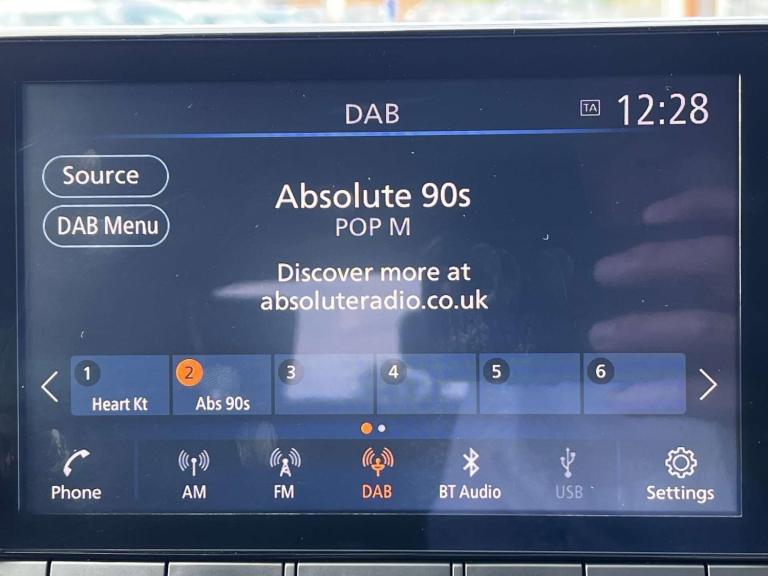 DAB
TA 12:28
Source
DAB Menu
Absolute 90s
POP M
Discover more at
absoluteradio.co.uk
1 2 3 4 5 6
Heart Kt Abs 90s
Phone AM FM DAB BT Audio USB Settings